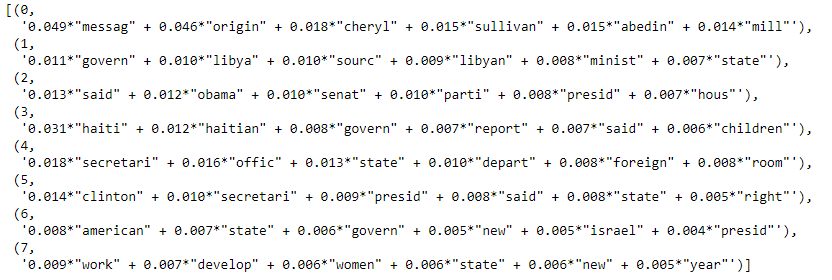 [(0,
'0.049*"messag" + 0.046*"origin" + 0.018*"cheryl" + 0.015*"sullivan" + 0.015*"abedin" + 0.014*"mill"'),
(1,
'0.011*"govern" + 0.010*"libya" + 0.010*"sourc" + 0.009*"libyan" + 0.008*"minist" + 0.007*"state"'),
(2,
'0.013*"said" + 0.012*"obama" + 0.010*"senat" + 0.010*"parti" + 0.008*"presid" + 0.007*"hous"'),
(3,
'0.031*"haiti" + 0.012*"haitian" + 0.008*"govern" + 0.007*"report" + 0.007*"said" + 0.006*"children"'),
(4,
'0.018*"secretari" + 0.016*"offic" + 0.013*"state" + 0.010*"depart" + 0.008*"foreign" + 0.008*"room"'),
(5,
'0.014*"clinton" + 0.010*"secretari" + 0.009*"presid" + 0.008*"said" + 0.008*"state" + 0.005*"right"'),
(6,
'0.008*"american" + 0.007*"state" + 0.006*"govern" + 0.005*"new" + 0.005*"israel" + 0.004*"presid"'),
(7,
'0.009*"work" + 0.007*"develop" + 0.006*"women" + 0.006*"state" + 0.006*"new" + 0.005*"year"')]